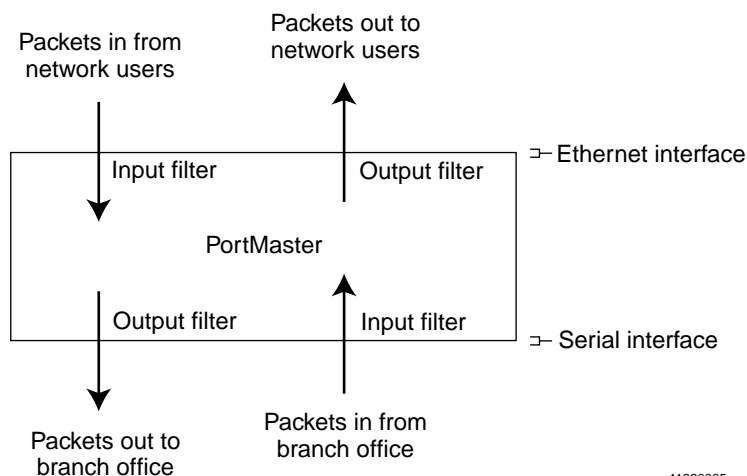 Packets in from
network users
Packets out to
network users
Ethernet interface
Input filter
Output filter
PortMaster
Output filter
Input filter
Serial interface
Packets out to
branch office
Packets in from
branch office